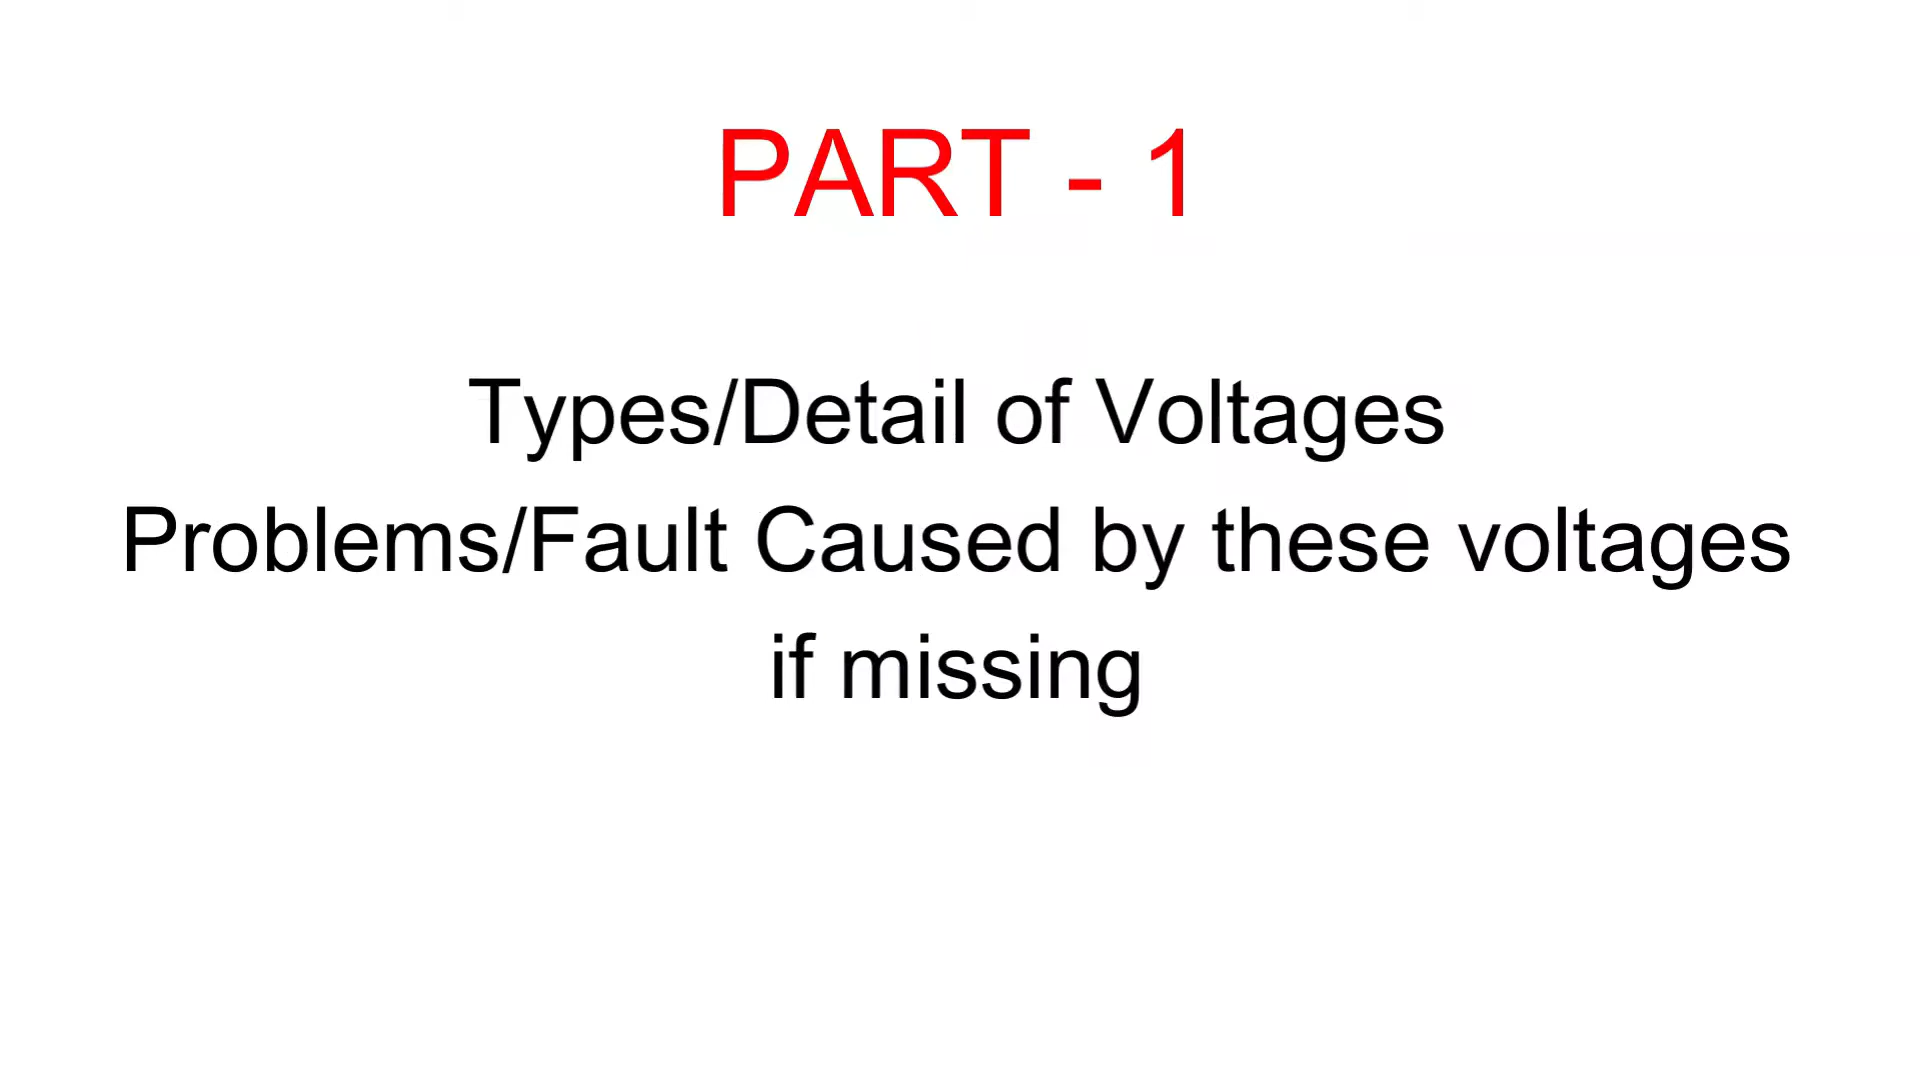 PART - 1
Types/Detail of Voltages
Problems/Fault Caused by these voltages
if missing